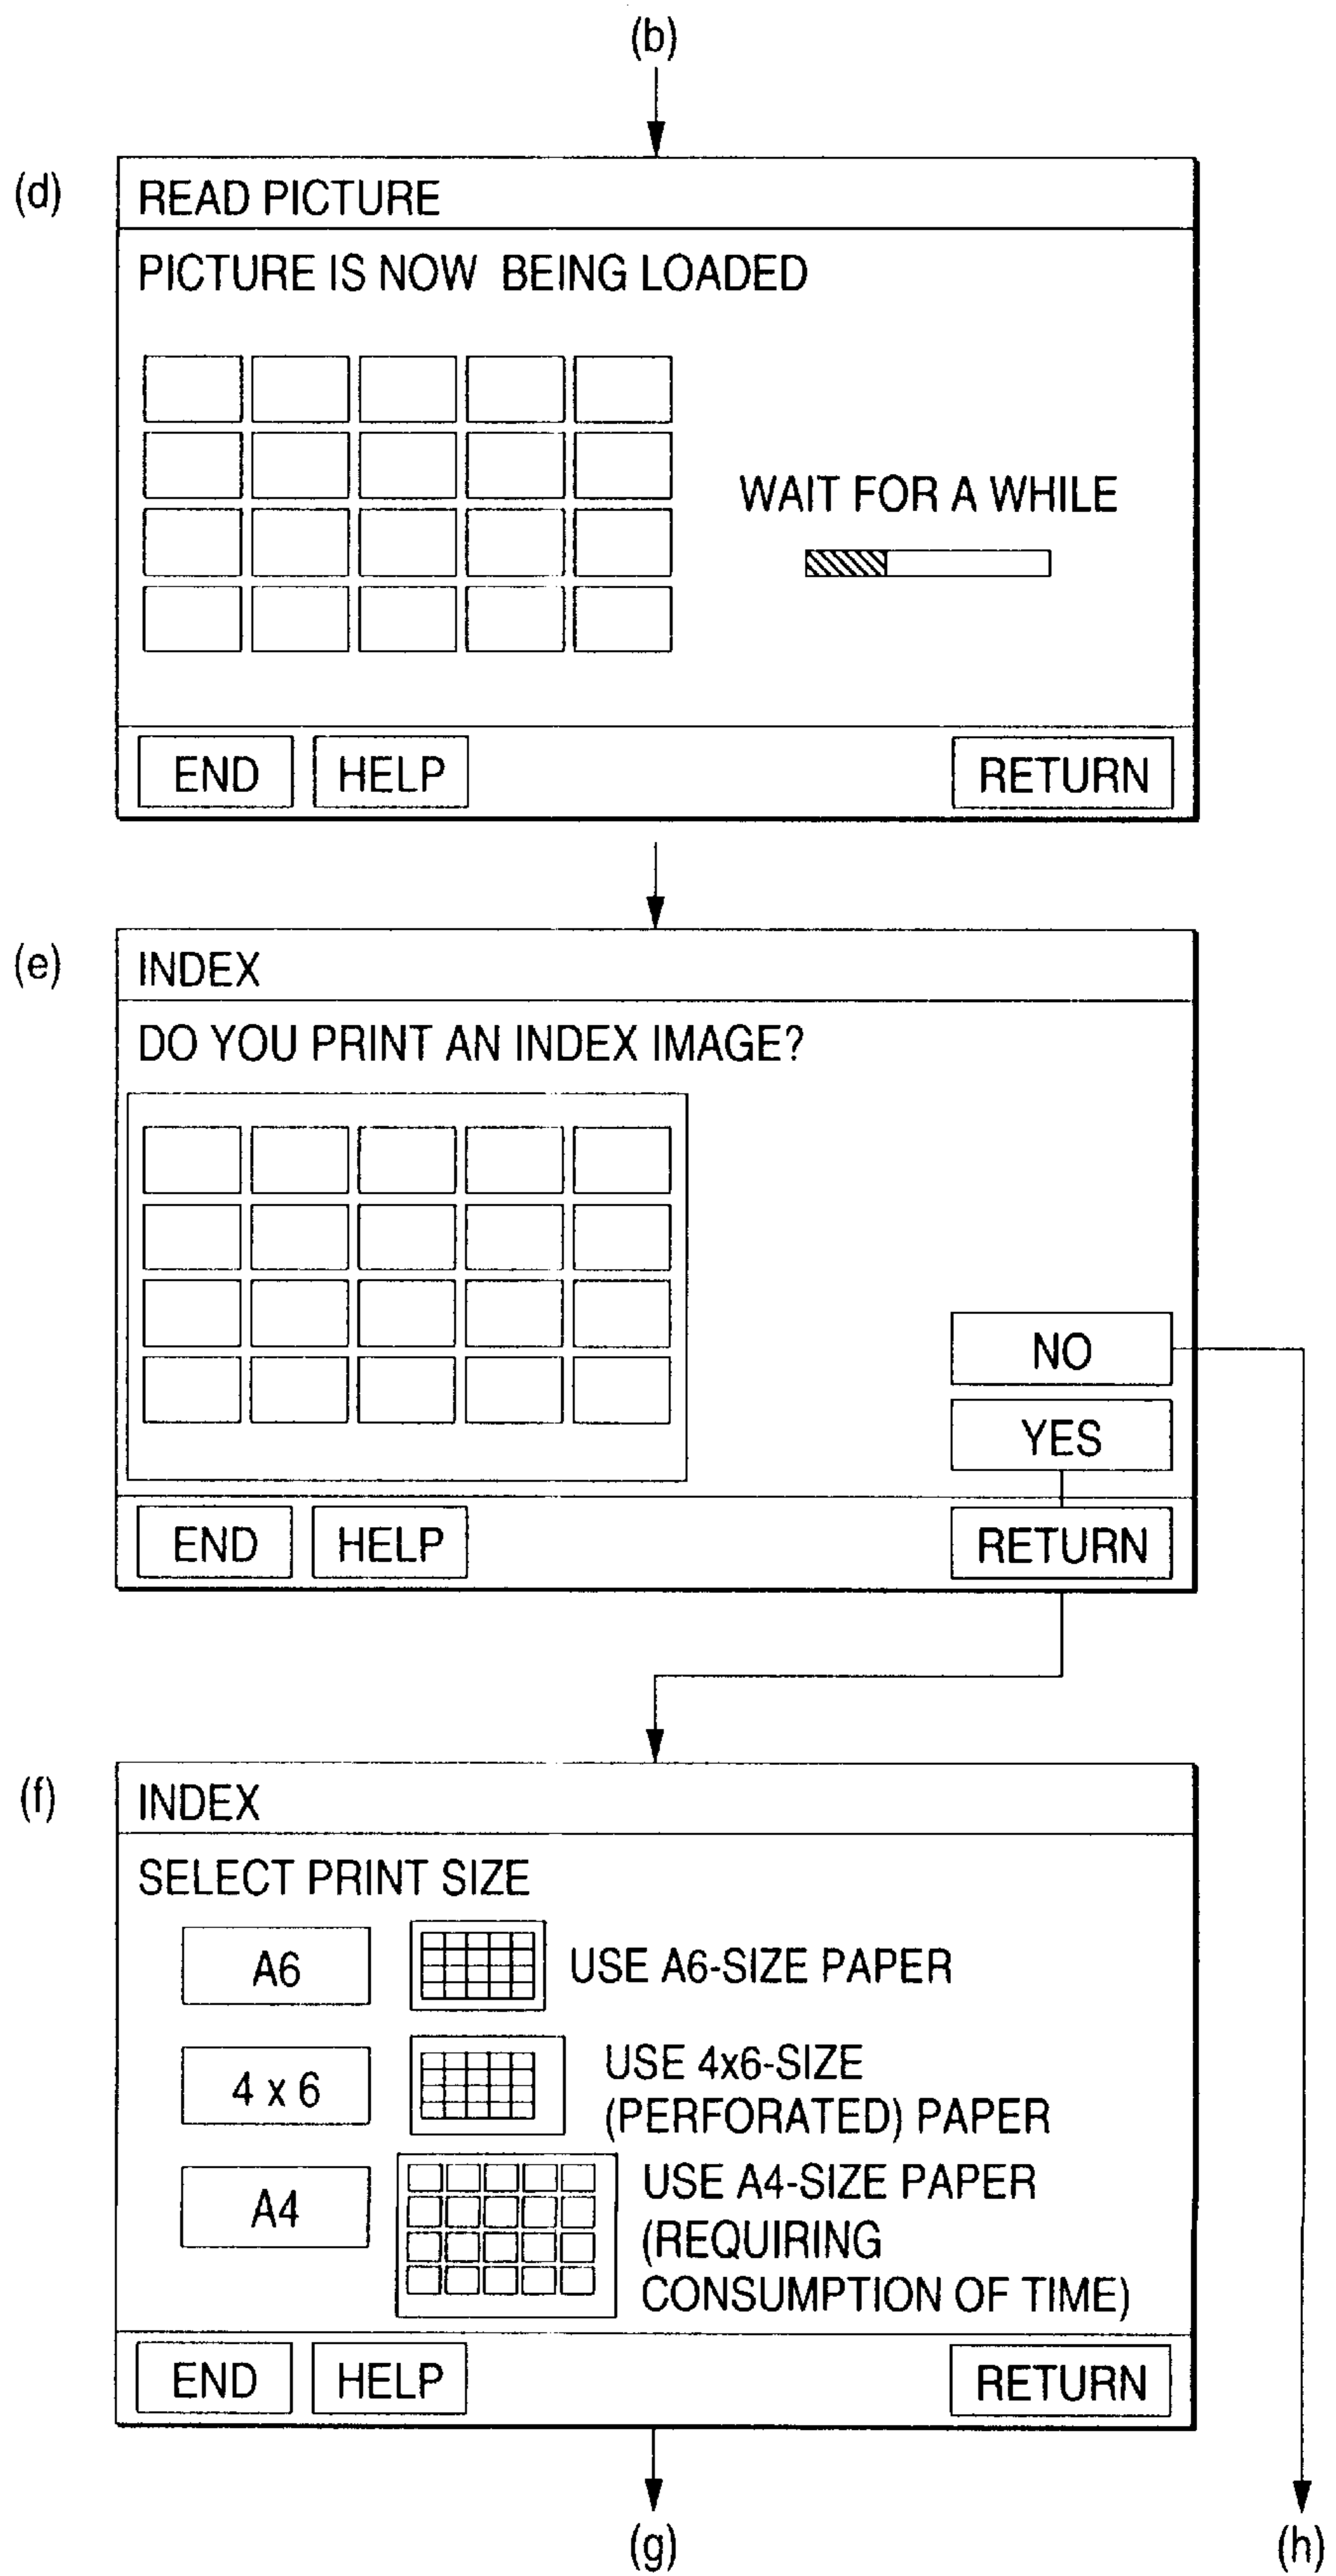 (b)
(d)
READ PICTURE
PICTURE IS NOW BEING LOADED
WAIT FOR A WHILE
END HELP RETURN
(e)
INDEX
DO YOU PRINT AN INDEX IMAGE?
NO
YES
END HELP RETURN
(f)
INDEX
SELECT PRINT SIZE
A6
USE A6-SIZE PAPER
4 x 6
USE 4x6-SIZE
(PERFORATED) PAPER
A4
USE A4-SIZE PAPER
(REQUIRING
CONSUMPTION OF TIME)
END HELP RETURN
(g)
(h)